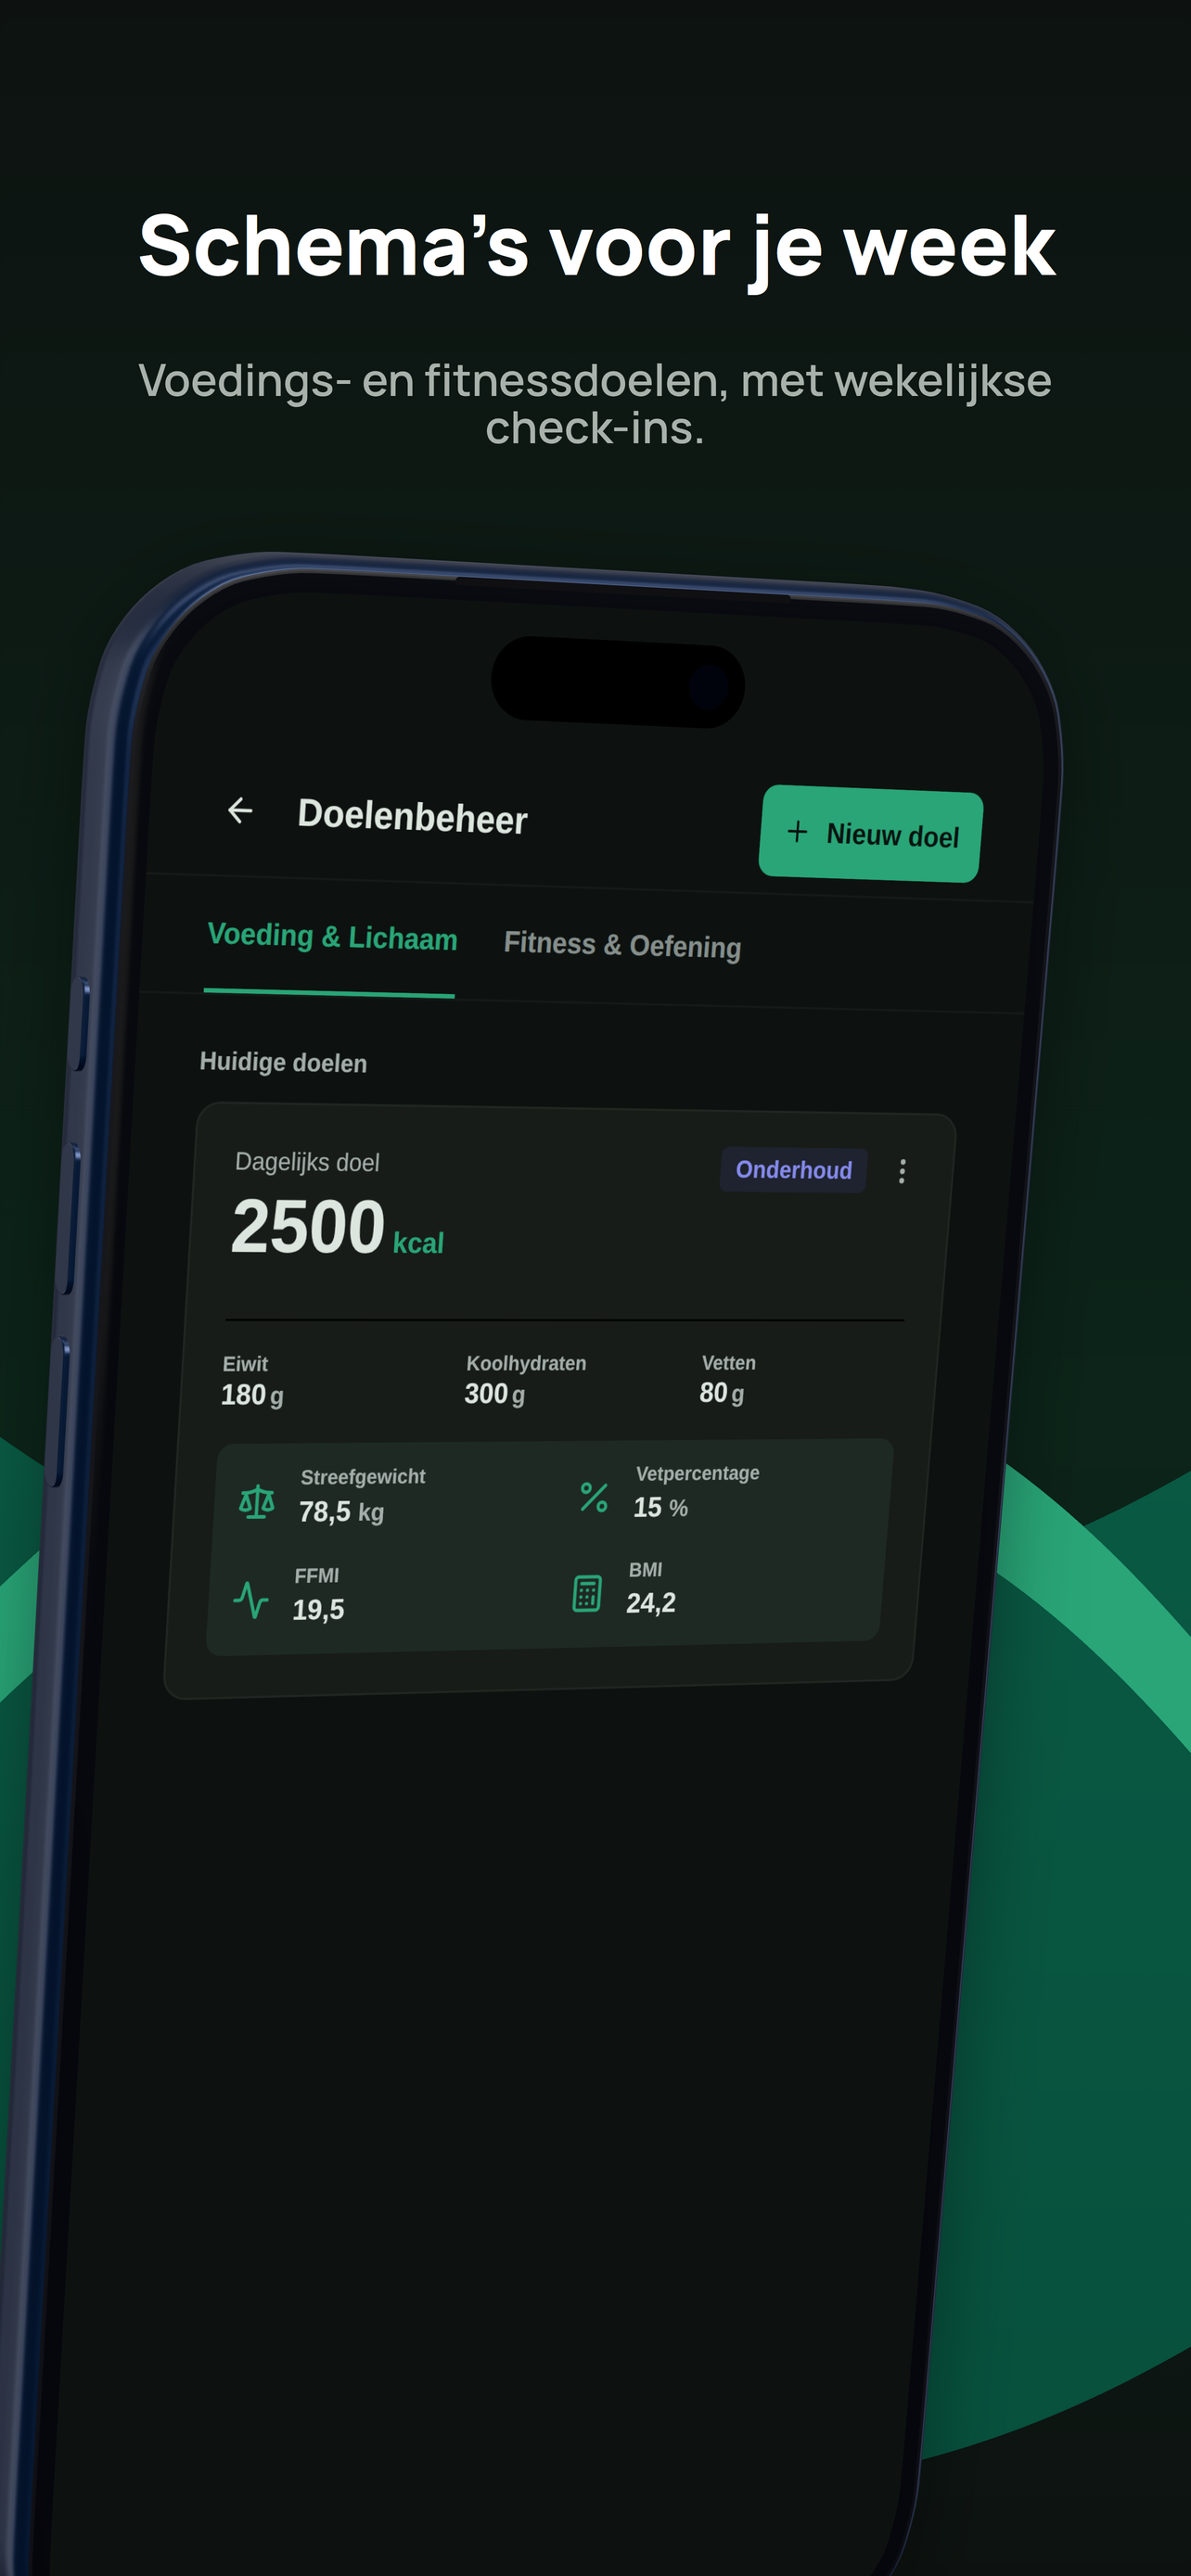 Schema’s voor je week
Voedings- en fitnessdoelen, met wekelijkse
check-ins.
Doelenbeheer
Nieuw doel
Voeding & Lichaam
Fitness & Oefening
Huidige doelen
Dagelijks doel
Onderhoud
2500 kcal
Eiwit
180 g
Koolhydraten
300 g
Vetten
80 g
Streefgewicht
78,5 kg
Vetpercentage
15 %
FFMI
19,5
BMI
24,2